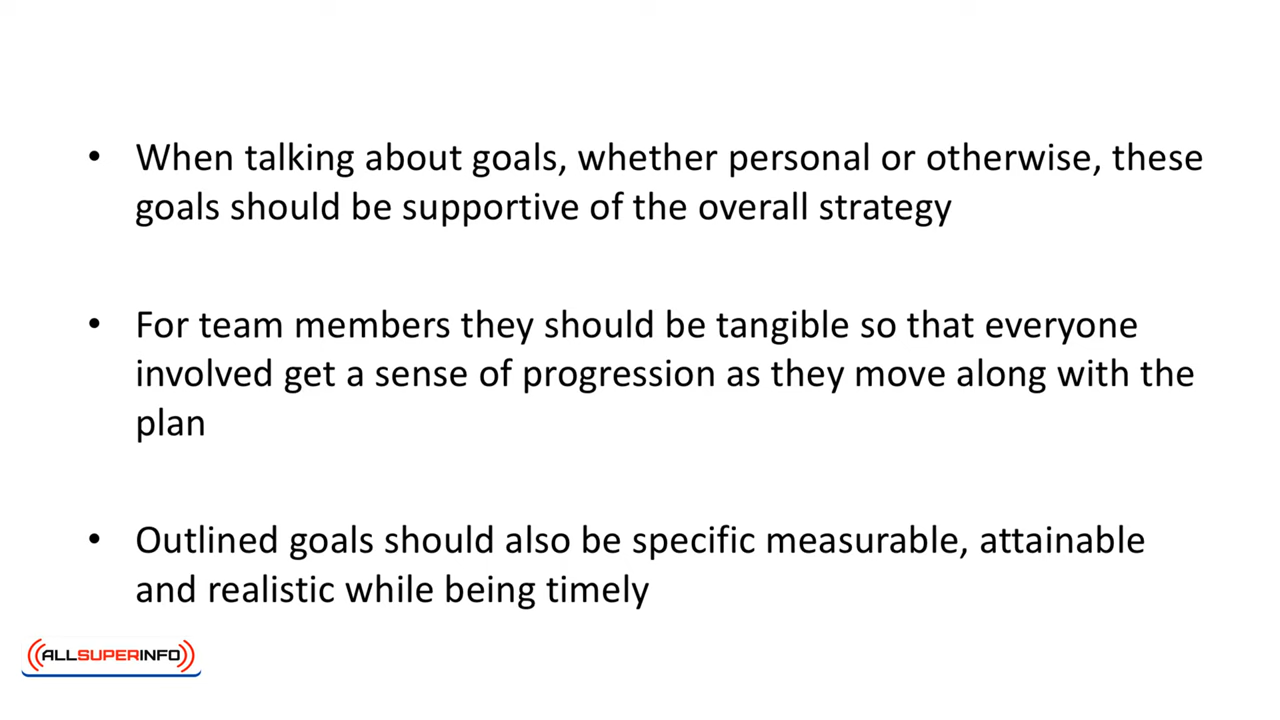 • When talking about goals, whether personal or otherwise, these
goals should be supportive of the overall strategy
• For team members they should be tangible so that everyone
involved get a sense of progression as they move along with the
plan
• Outlined goals should also be specific measurable, attainable
and realistic while being timely
((ALLSUPERINFO))